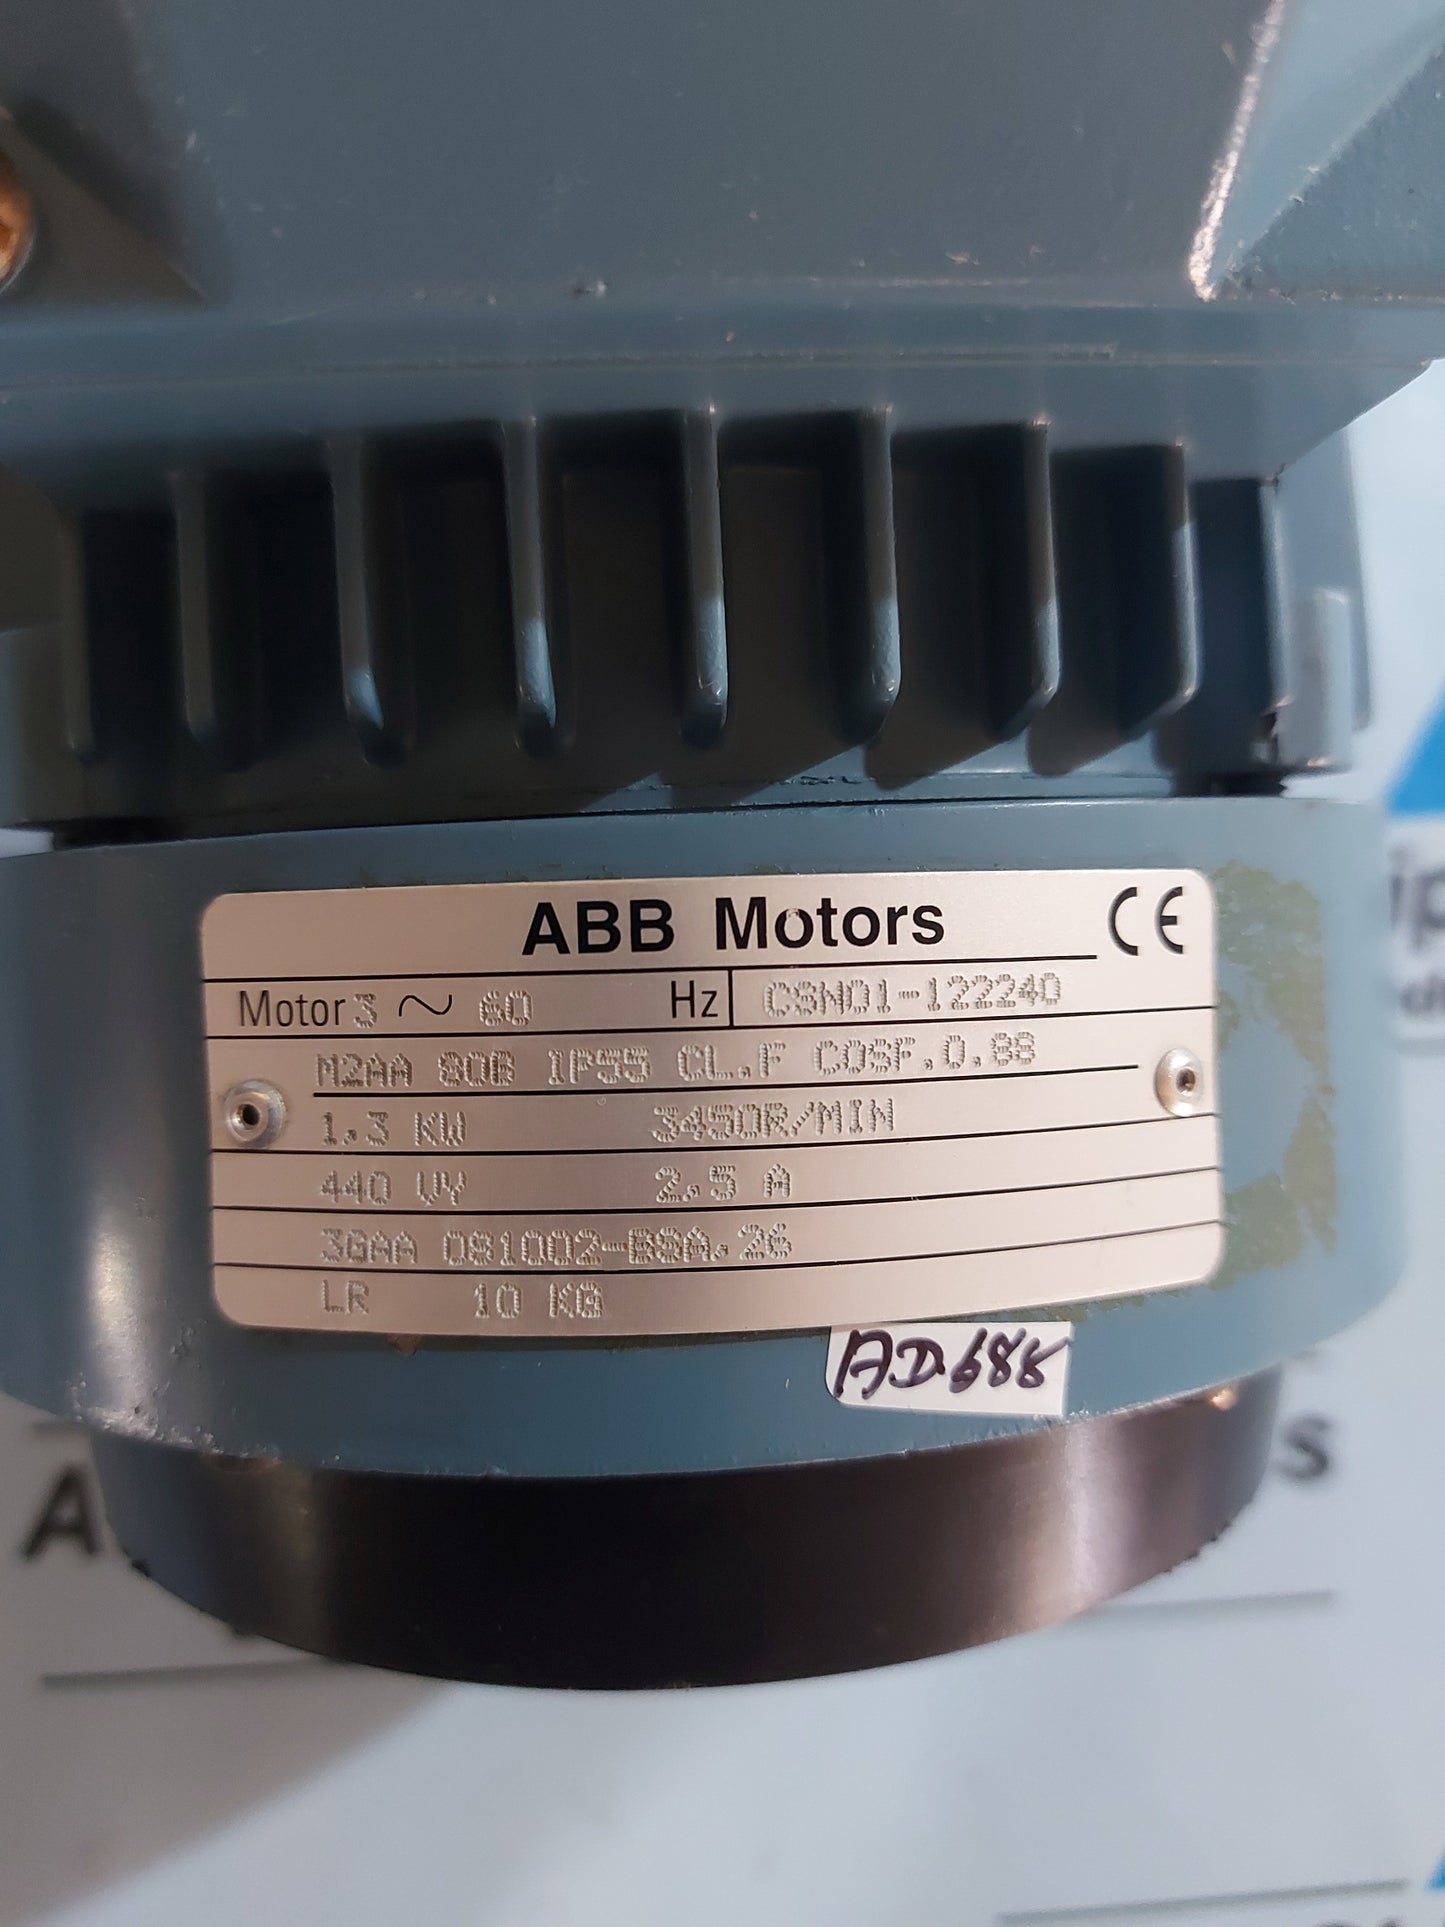 ABB Motors CE
Motor 3 ~ 60 Hz CSN01-122240
M2AA 80B IP55 CL.F COSF.0.88
1.3 KW 3450R/MIN
440 VY 2.5 A
3GAA 081002-BSA.26
LR 10 KG
AD688